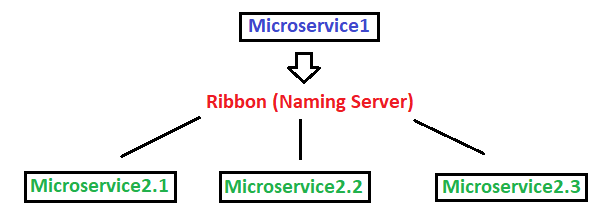 Microservice1
Ribbon (Naming Server)
Microservice2.1
Microservice2.2
Microservice2.3